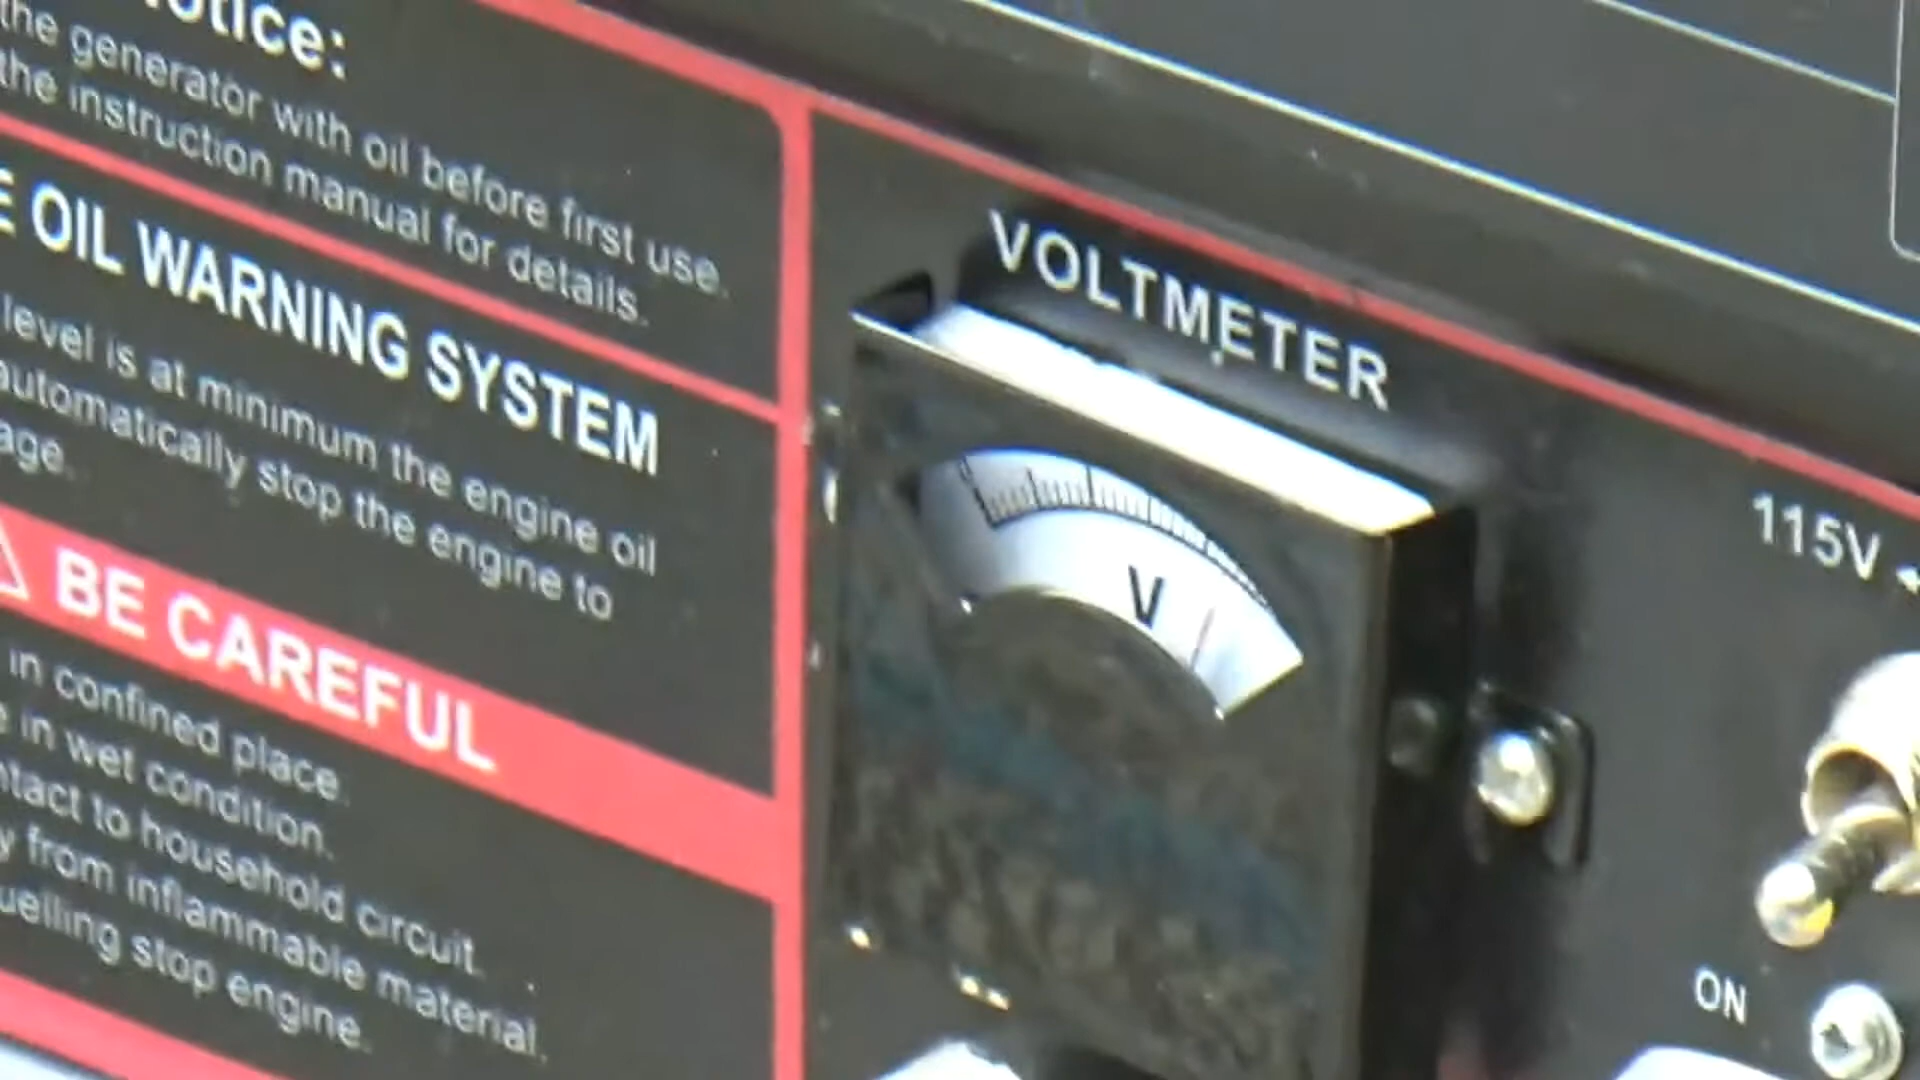 otice:
the generator with oil before first use.
the instruction manual for details.
E OIL WARNING SYSTEM
level is at minimum the engine oil
automatically stop the engine to
age.
BE CAREFUL
in confined place.
in wet condition.
ntact to household circuit.
y from inflammable material.
uelling stop engine.
VOLTMETER
V
115V
ON